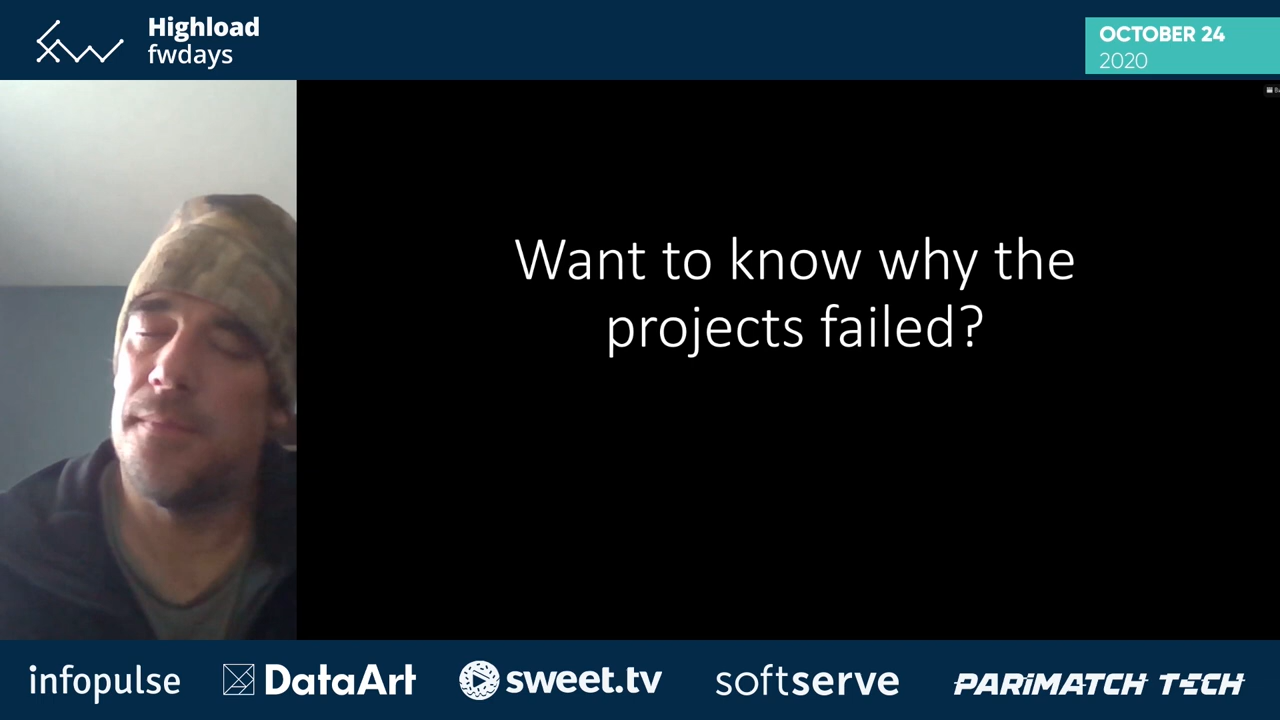 Highload
fwdays
OCTOBER 24
2020
Want to know why the
projects failed?
infopulse
DataArt
sweet.tv
softserve
PARIMATCH TECH